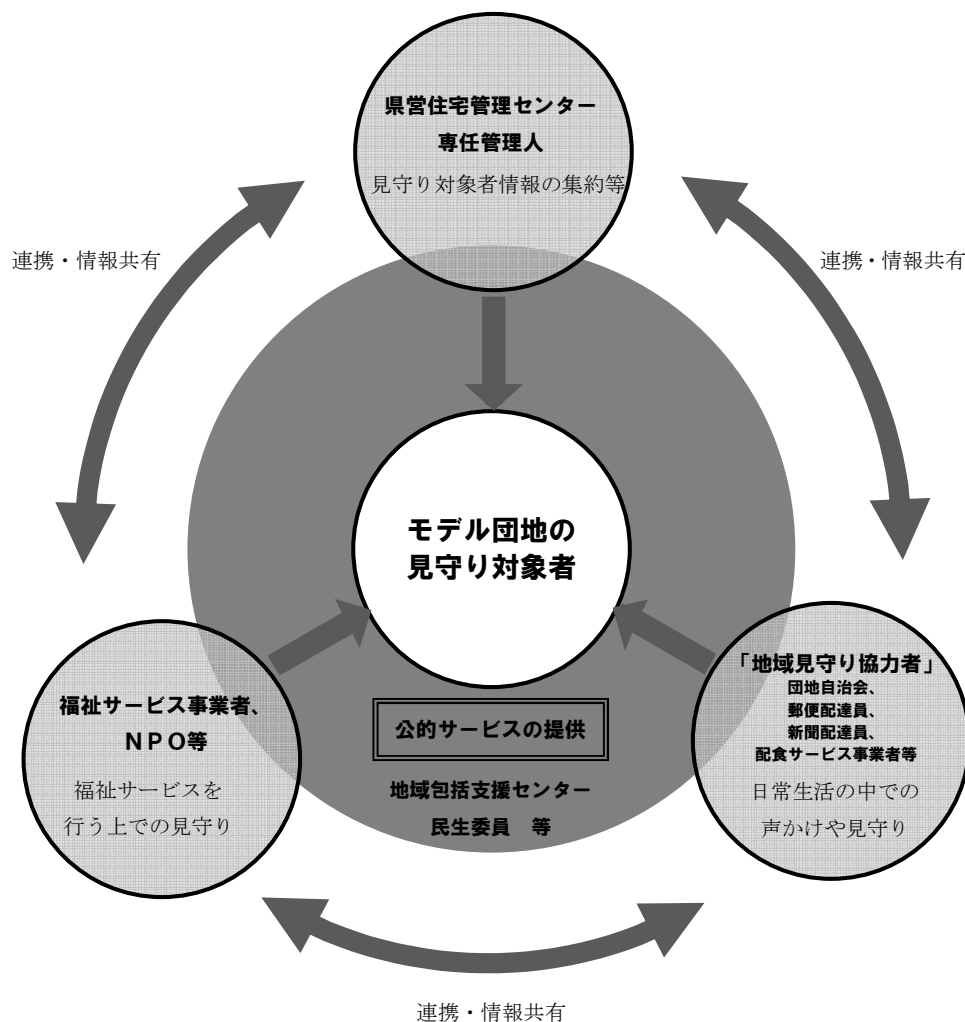 県営住宅管理センター
専任管理人
見守り対象者情報の集約等
連携・情報共有
連携・情報共有
モデル団地の
見守り対象者
福祉サービス事業者、
ＮＰＯ等
福祉サービスを
行う上での見守り
公的サービスの提供
地域包括支援センター
民生委員　等
「地域見守り協力者」
団地自治会、
郵便配達員、
新聞配達員、
配食サービス事業者等
日常生活の中での
声かけや見守り
連携・情報共有